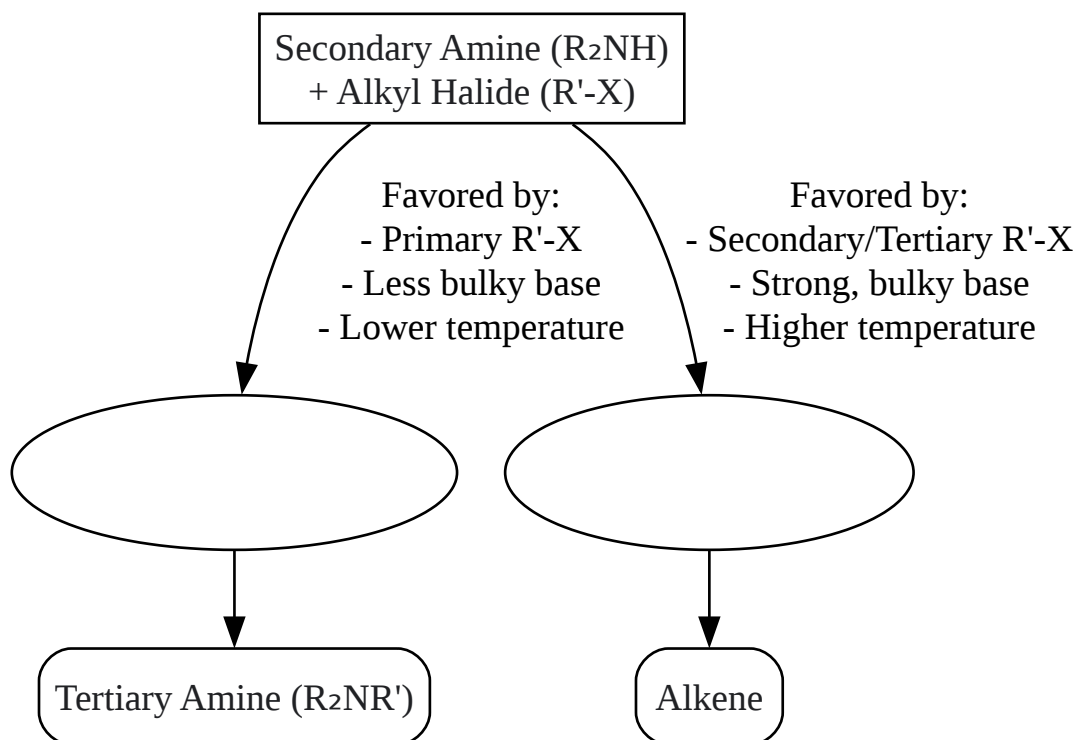 Secondary Amine (R₂NH)
+ Alkyl Halide (R'-X)
Favored by:
- Primary R'-X
- Less bulky base
- Lower temperature
Favored by:
- Secondary/Tertiary R'-X
- Strong, bulky base
- Higher temperature
Tertiary Amine (R₂NR')
Alkene